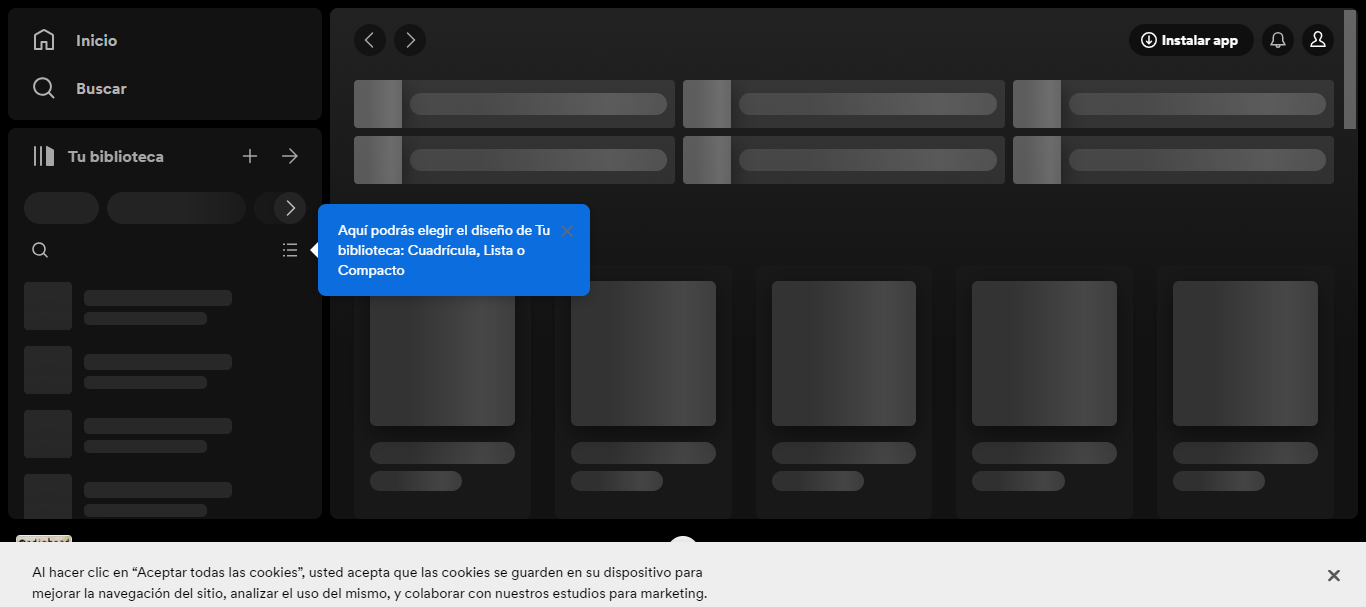 Inicio
Buscar
Instalar app
Tu biblioteca
Aquí podrás elegir el diseño de Tu
biblioteca: Cuadrícula, Lista o
Compacto
Al hacer clic en “Aceptar todas las cookies”, usted acepta que las cookies se guarden en su dispositivo para
mejorar la navegación del sitio, analizar el uso del mismo, y colaborar con nuestros estudios para marketing.